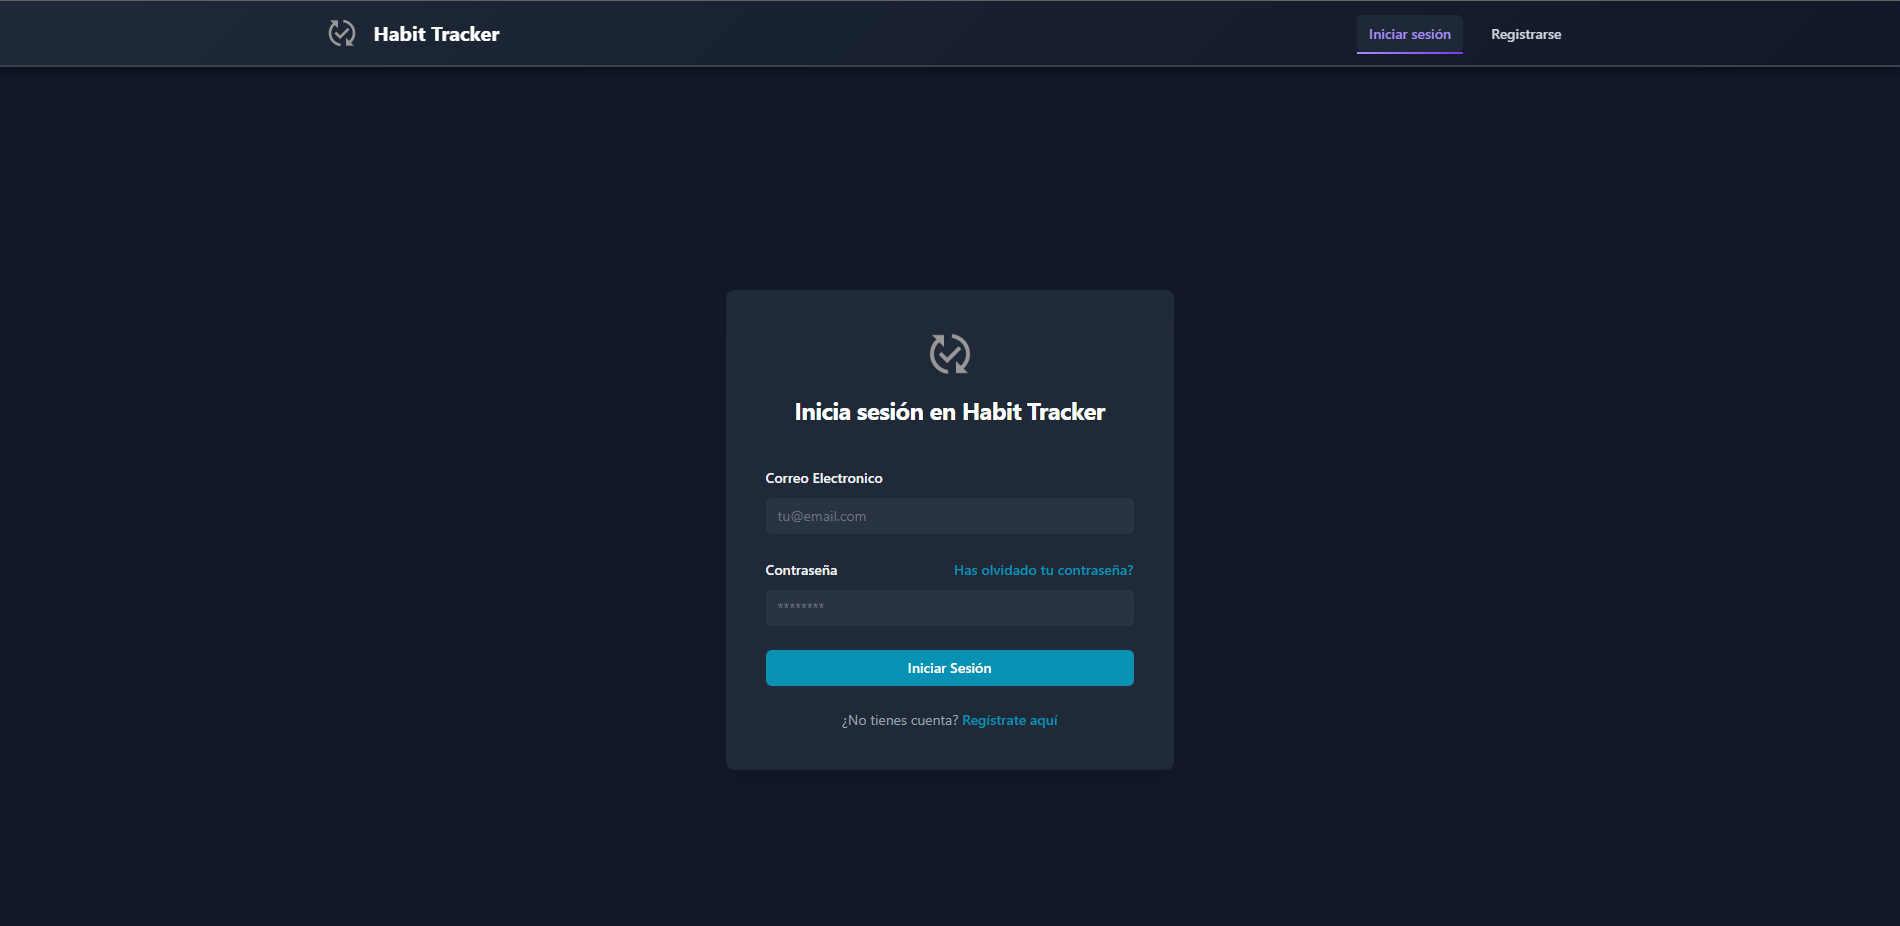 Habit Tracker
Iniciar sesión
Registrarse
Inicia sesión en Habit Tracker
Correo Electronico
tu@email.com
Contraseña
Has olvidado tu contraseña?
********
Iniciar Sesión
¿No tienes cuenta? Regístrate aquí